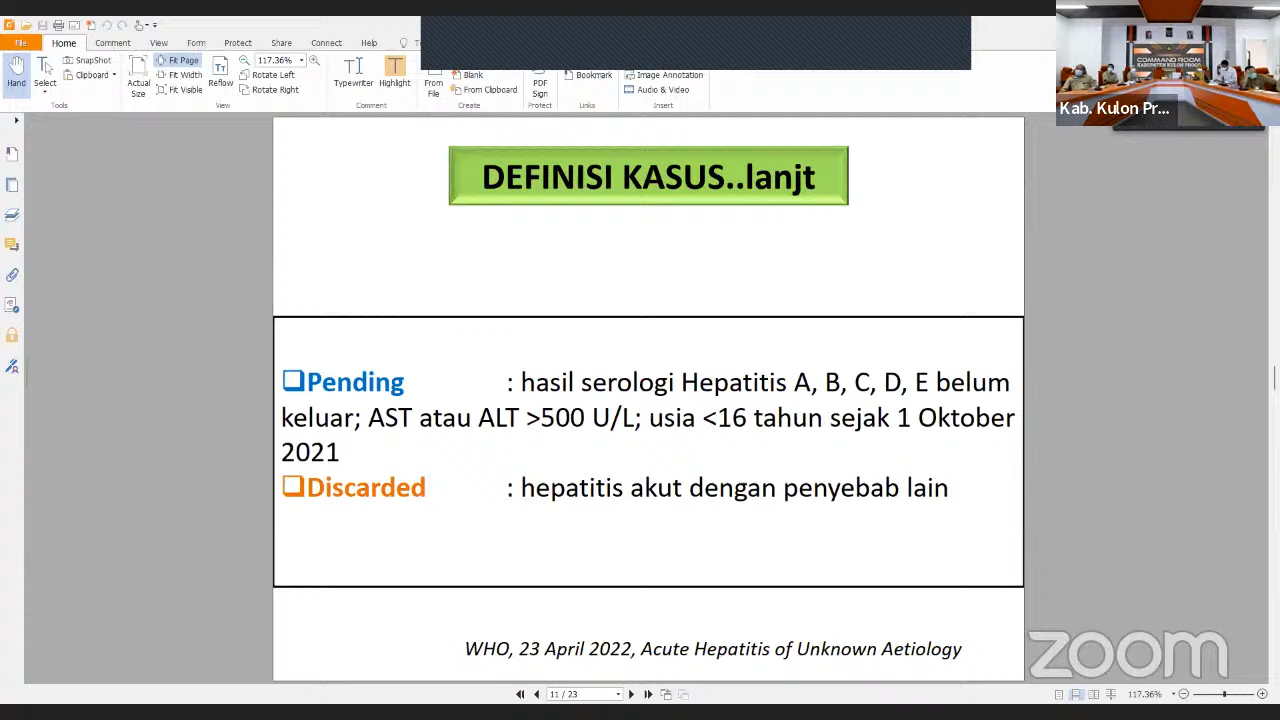 File Home Comment View Form Protect Share Connect Help
Hand
Select
SnapShot
Clipboard
Tools
Actual Size
Fit Page
Fit Width
Fit Visible
Reflow
117.36%
Rotate Left
Rotate Right
View
Typewriter
Highlight
Comment
From File
Blank
From Clipboard
Create
PDF Sign
Protect
Bookmark
Links
Image Annotation
Audio & Video
Insert
COMMAND ROOM
KABUPATEN KULON PROGO
Kab. Kulon Pr...
DEFINISI KASUS..lanjt
❑Pending : hasil serologi Hepatitis A, B, C, D, E belum
keluar; AST atau ALT >500 U/L; usia <16 tahun sejak 1 Oktober
2021
❑Discarded : hepatitis akut dengan penyebab lain
WHO, 23 April 2022, Acute Hepatitis of Unknown Aetiology
zoom
11 / 23
117.36%